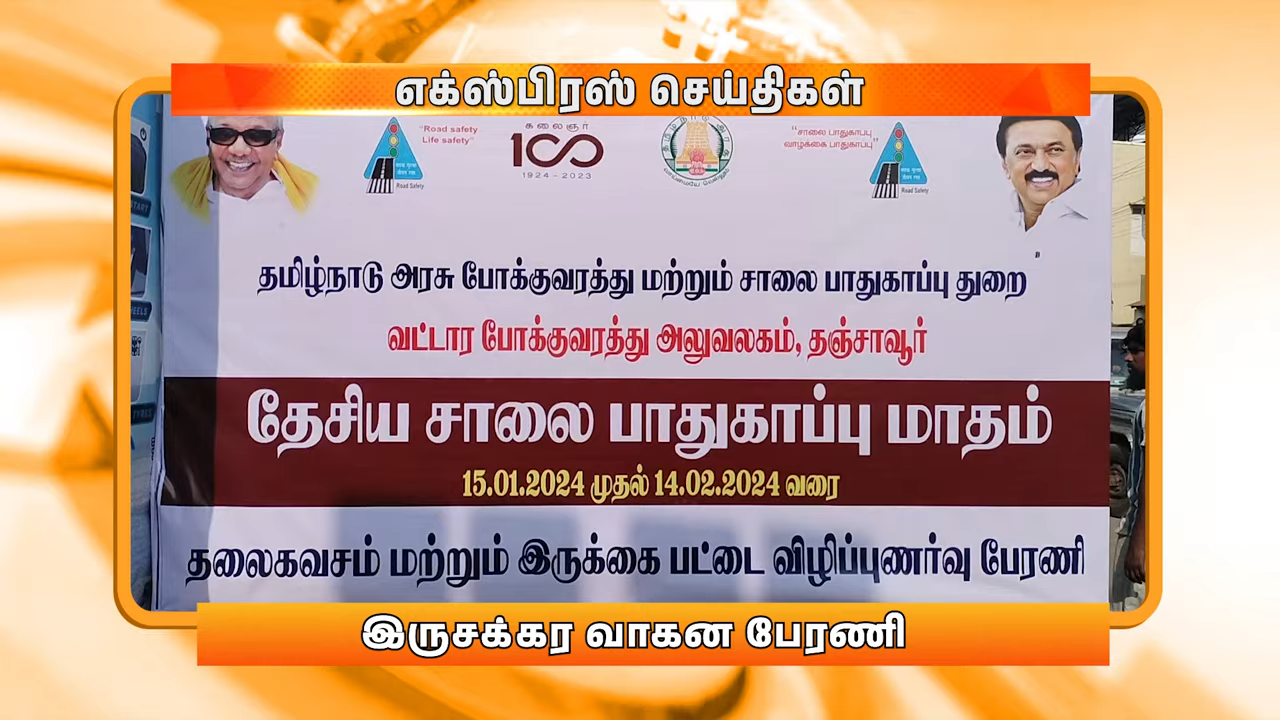 எக்ஸ்பிரஸ் செய்திகள்
"Road safety
Life safety"
Road Safety
கலைஞர்
100
1924 - 2023
வாய்மையே வெல்லும்
"சாலை பாதுகாப்பு
வாழ்க்கை பாதுகாப்பு"
Road Safety
தமிழ்நாடு அரசு போக்குவரத்து மற்றும் சாலை பாதுகாப்பு துறை "
வட்டார போக்குவரத்து அலுவலகம், தஞ்சாவூர்
தேசிய சாலை பாதுகாப்பு மாதம்
15.01.2024 முதல் 14.02.2024 வரை
தலைகவசம் மற்றும் இருக்கை பட்டை விழிப்புணர்வு பேரணி
இருசக்கர வாகன பேரணி